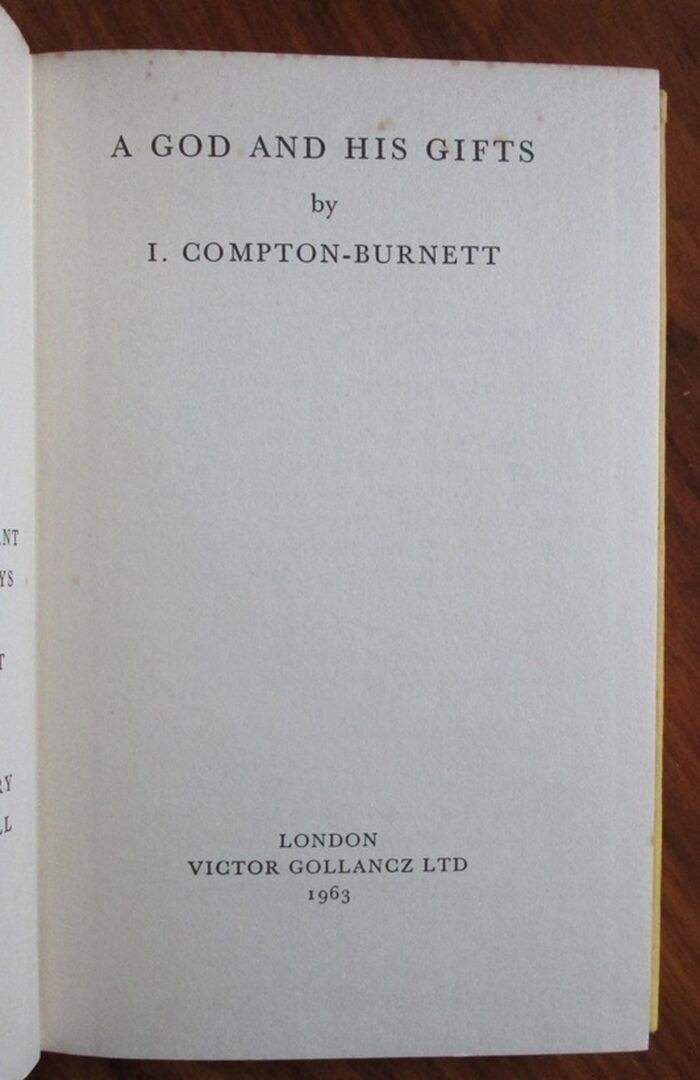 A GOD AND HIS GIFTS
by
I. COMPTON-BURNETT
LONDON
VICTOR GOLLANCZ LTD
1963